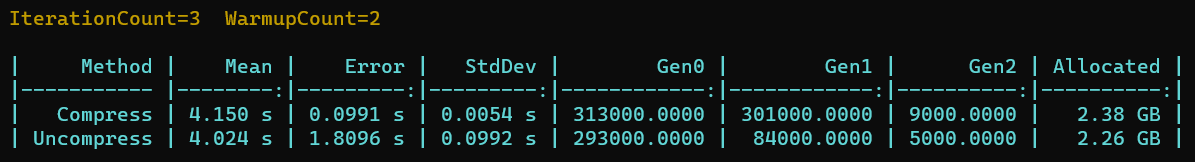 IterationCount=3  WarmupCount=2
|     Method |    Mean |    Error |   StdDev |        Gen0 |        Gen1 |      Gen2 | Allocated |
|----------- |--------:|---------:|---------:|------------:|------------:|----------:|----------:|
|   Compress | 4.150 s | 0.0991 s | 0.0054 s | 313000.0000 | 301000.0000 | 9000.0000 |   2.38 GB |
| Uncompress | 4.024 s | 1.8096 s | 0.0992 s | 293000.0000 |  84000.0000 | 5000.0000 |   2.26 GB |